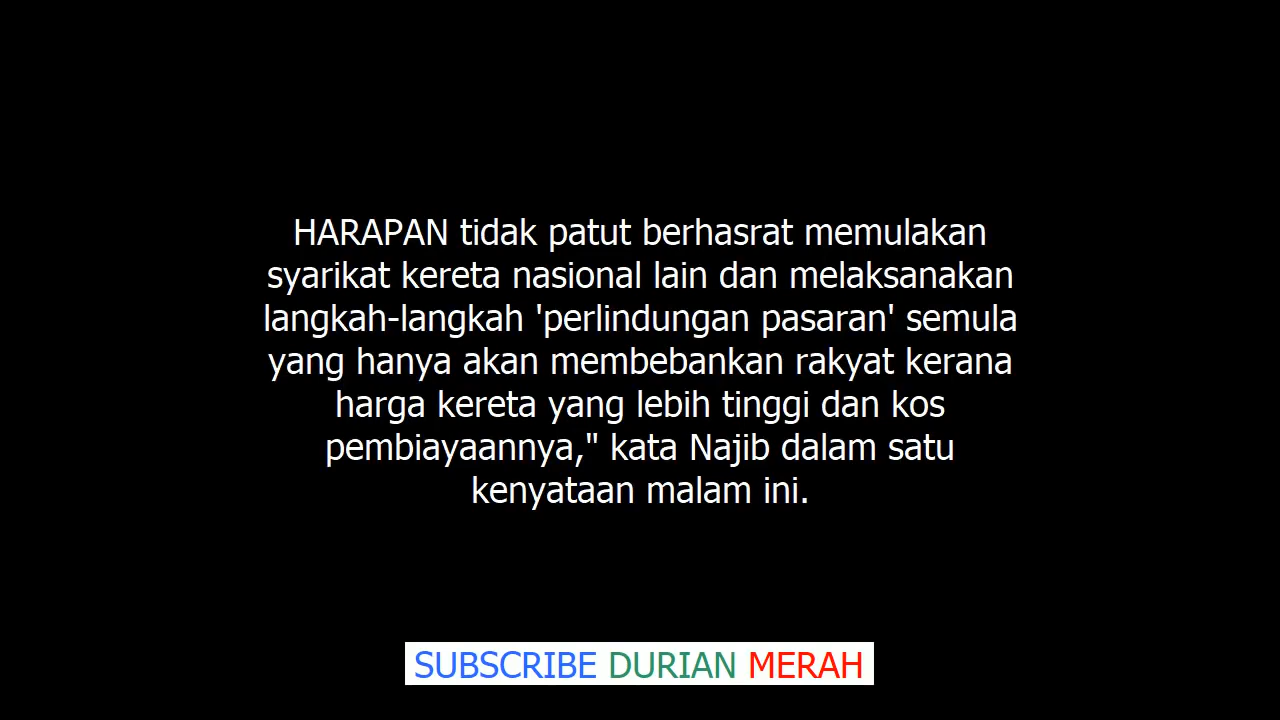 HARAPAN tidak patut berhasrat memulakan
syarikat kereta nasional lain dan melaksanakan
langkah-langkah 'perlindungan pasaran' semula
yang hanya akan membebankan rakyat kerana
harga kereta yang lebih tinggi dan kos
pembiayaannya," kata Najib dalam satu
kenyataan malam ini.
SUBSCRIBE DURIAN MERAH